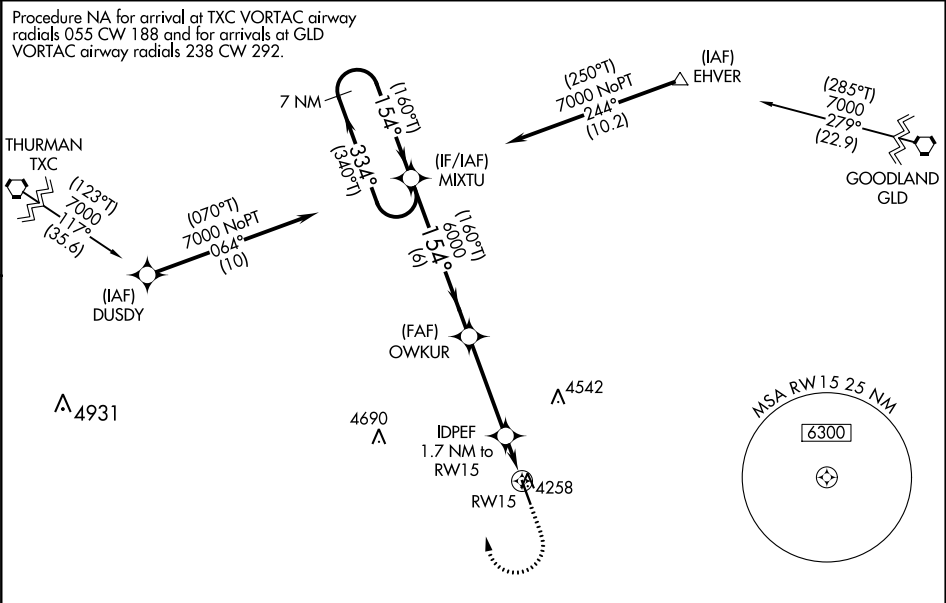 Procedure NA for arrival at TXC VORTAC airway
radials 055 CW 188 and for arrivals at GLD
VORTAC airway radials 238 CW 292.
(IAF)
EHVER
(250°T)
7000 NoPT
244°
(10.2)
(285°T)
7000
279°
(22.9)
GOODLAND
GLD
7 NM
(160°T)
154°
334°
(340°T)
(IF/IAF)
MIXTU
THURMAN
TXC
(123°T)
7000
117°
(35.6)
(070°T)
7000 NoPT
064°
(10)
(IAF)
DUSDY
(160°T)
6000
154°
(6)
(FAF)
OWKUR
4931
4690
4542
IDPEF
1.7 NM to
RW15
RW15
4258
MSA RW15 25 NM
6300